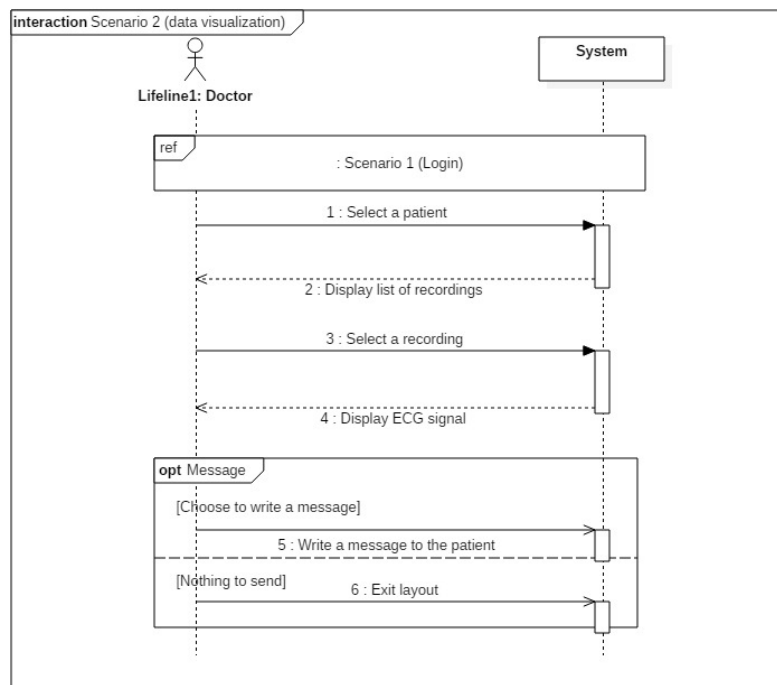 interaction Scenario 2 (data visualization)
System
Lifeline1: Doctor
ref
: Scenario 1 (Login)
1 : Select a patient
2 : Display list of recordings
3 : Select a recording
4 : Display ECG signal
opt Message
[Choose to write a message]
5 : Write a message to the patient
[Nothing to send]
6 : Exit layout